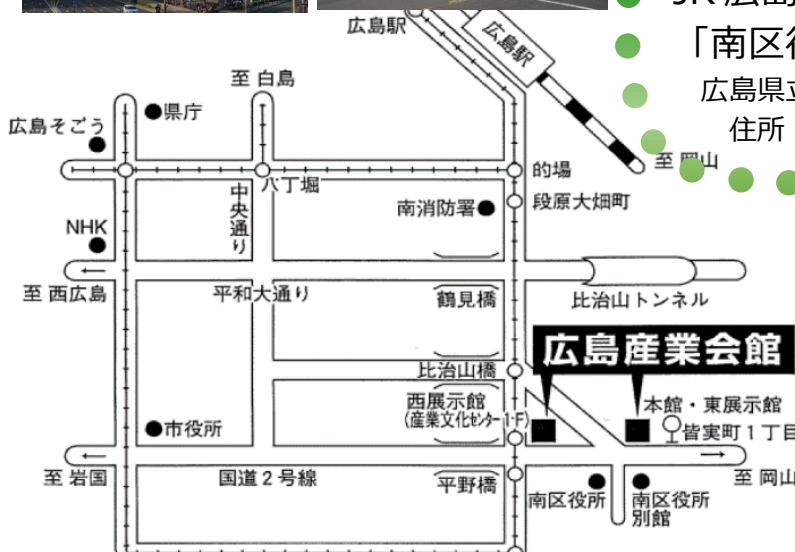 JR 広島
「南区役
広島県立
住所
広島駅
広島駅
至 白島
県庁
広島そごう
的場
至 岡山
八丁堀
段原大畑町
中央通り
南消防署
NHK
至 西広島
平和大通り
鶴見橋
比治山トンネル
広島産業会館
比治山橋
西展示館
(産業文化センター1F)
本館・東展示館
皆実町1丁目
市役所
至 岩国
国道2号線
平野橋
南区役所
南区役所
別館
至 岡山